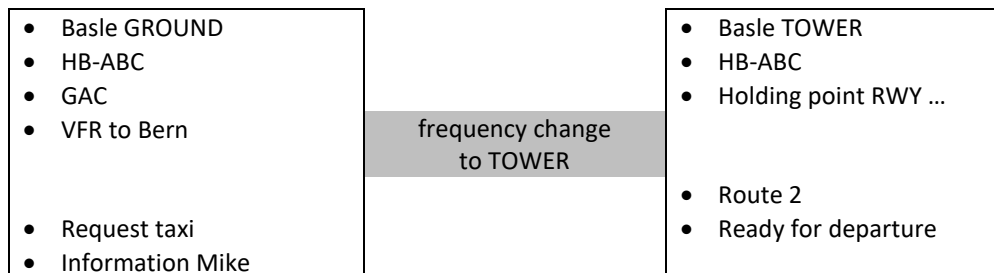 • Basle GROUND
• HB-ABC
• GAC
• VFR to Bern
• Request taxi
• Information Mike
frequency change
to TOWER
• Basle TOWER
• HB-ABC
• Holding point RWY …
• Route 2
• Ready for departure